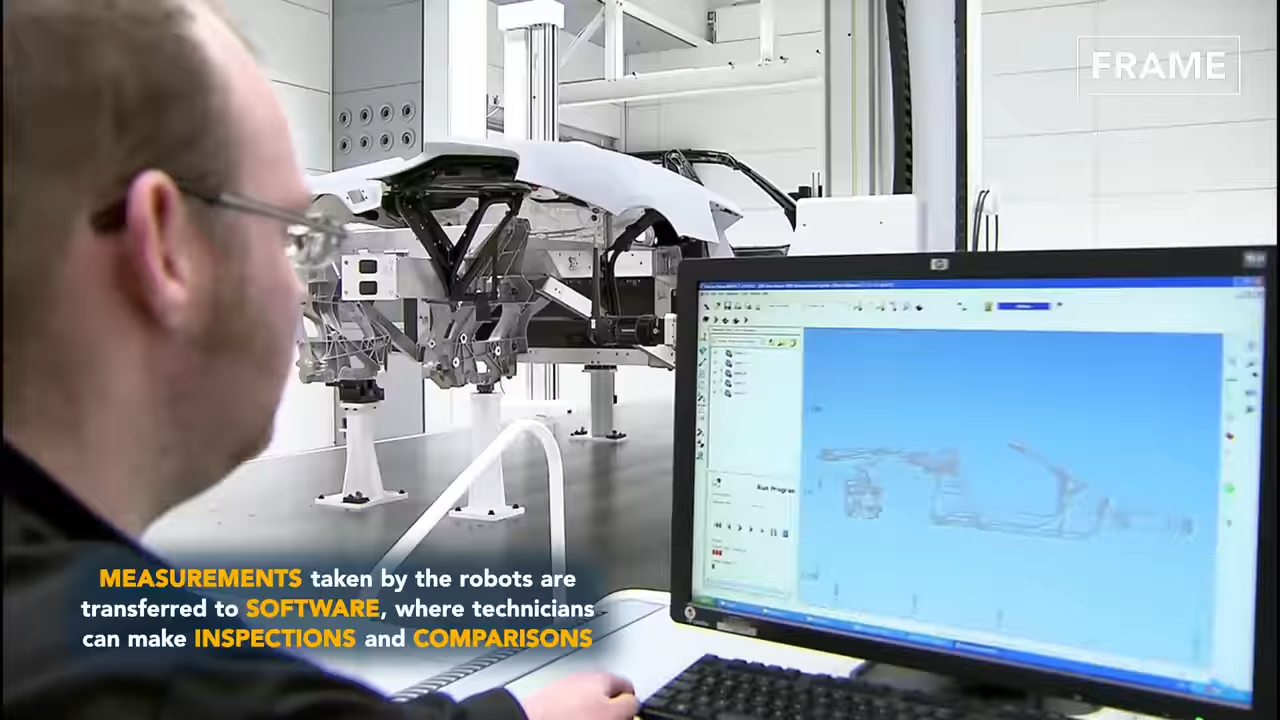 FRAME
MEASUREMENTS taken by the robots are
transferred to SOFTWARE, where technicians
can make INSPECTIONS and COMPARISONS
Run Program